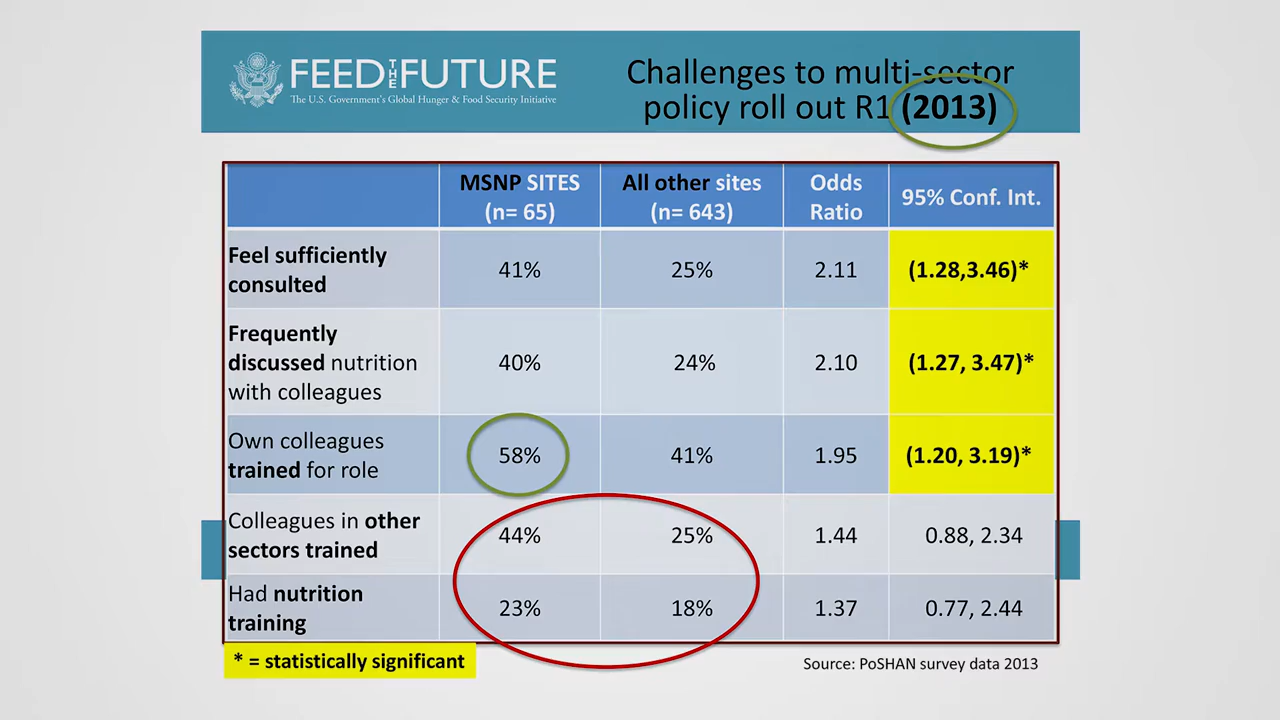 FEED THE FUTURE
The U.S. Government's Global Hunger & Food Security Initiative
Challenges to multi-sector
policy roll out R1 (2013)
MSNP SITES
(n= 65)
All other sites
(n= 643)
Odds
Ratio
95% Conf. Int.
Feel sufficiently
consulted
41%
25%
2.11
(1.28,3.46)*
Frequently
discussed nutrition
with colleagues
40%
24%
2.10
(1.27, 3.47)*
Own colleagues
trained for role
58%
41%
1.95
(1.20, 3.19)*
Colleagues in other
sectors trained
44%
25%
1.44
0.88, 2.34
Had nutrition
training
23%
18%
1.37
0.77, 2.44
* = statistically significant
Source: PoSHAN survey data 2013